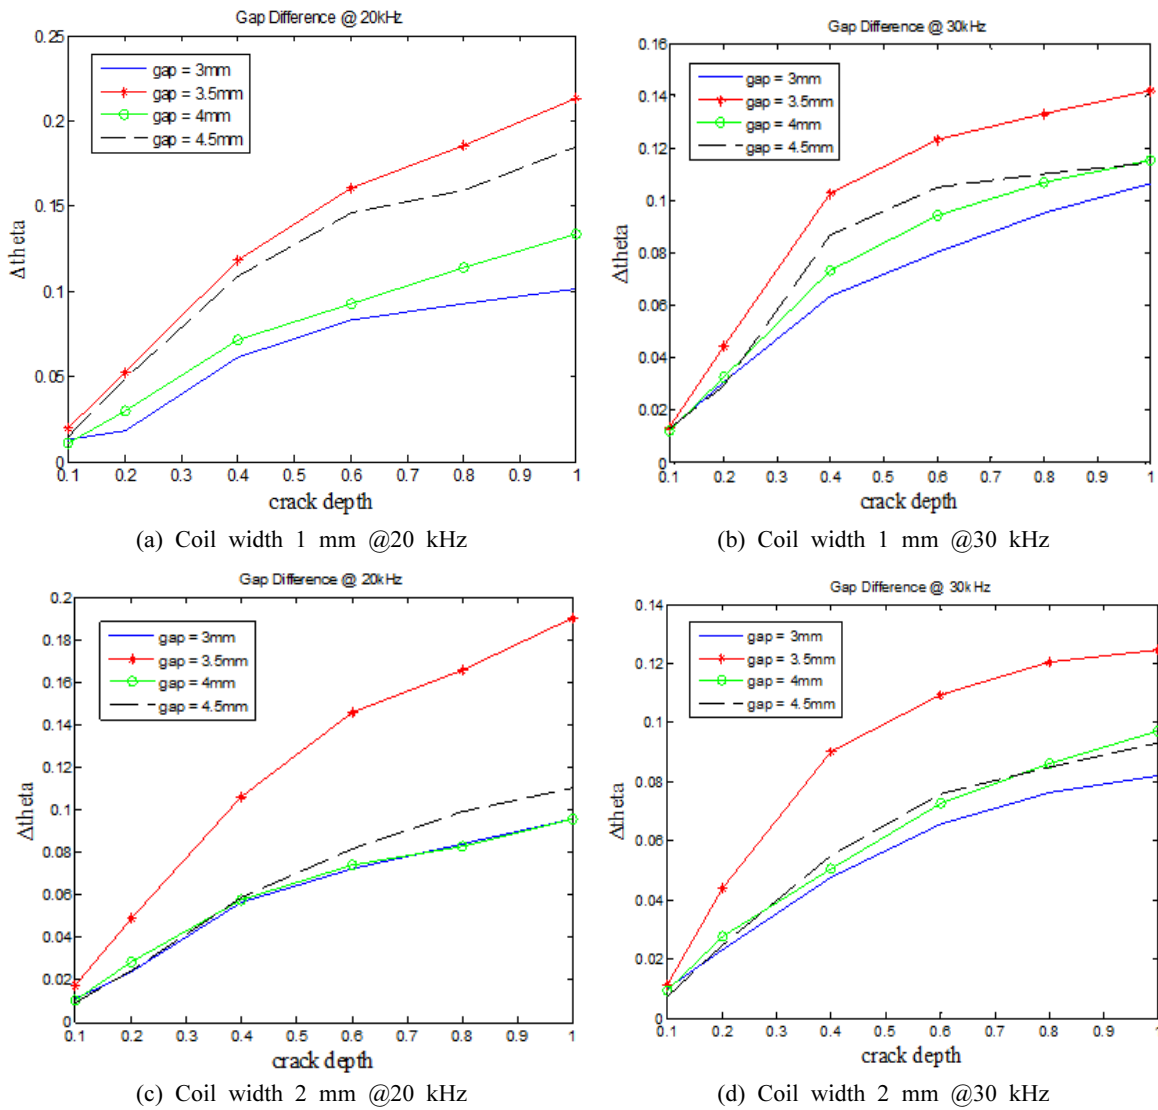 Gap Difference @ 20kHz
0.25
0.2
0.15
0.1
0.05
0
gap = 3mm
gap = 3.5mm
gap = 4mm
gap = 4.5mm
Δtheta
0.1 0.2 0.3 0.4 0.5 0.6 0.7 0.8 0.9 1
crack depth
(a) Coil width 1 mm @20 kHz
Gap Difference @ 30kHz
0.16
0.14
0.12
0.1
0.08
0.06
0.04
0.02
0
gap = 3mm
gap = 3.5mm
gap = 4mm
gap = 4.5mm
Δtheta
0.1 0.2 0.3 0.4 0.5 0.6 0.7 0.8 0.9 1
crack depth
(b) Coil width 1 mm @30 kHz
Gap Difference @ 20kHz
0.2
0.18
0.16
0.14
0.12
0.1
0.08
0.06
0.04
0.02
0
gap = 3mm
gap = 3.5mm
gap = 4mm
gap = 4.5mm
Δtheta
0.1 0.2 0.3 0.4 0.5 0.6 0.7 0.8 0.9 1
crack depth
(c) Coil width 2 mm @20 kHz
Gap Difference @ 30kHz
0.14
0.12
0.1
0.08
0.06
0.04
0.02
0
gap = 3mm
gap = 3.5mm
gap = 4mm
gap = 4.5mm
Δtheta
0.1 0.2 0.3 0.4 0.5 0.6 0.7 0.8 0.9 1
crack depth
(d) Coil width 2 mm @30 kHz